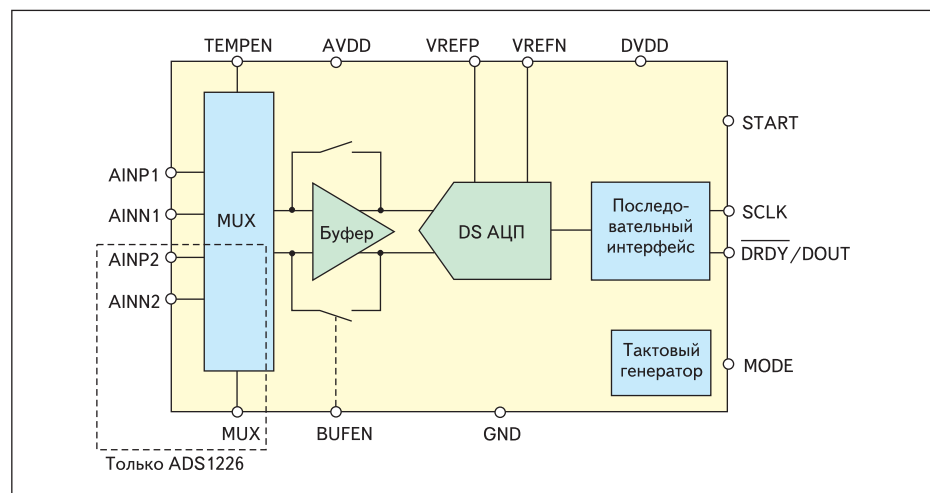 TEMPEN AVDD VREFP VREFN DVDD
START
AINP1
AINN1
AINP2
AINN2
MUX
Буфер
DS АЦП
Последо-
вательный
интерфейс
SCLK
DRDY/DOUT
Тактовый
генератор
MODE
MUX BUFEN GND
Только ADS1226